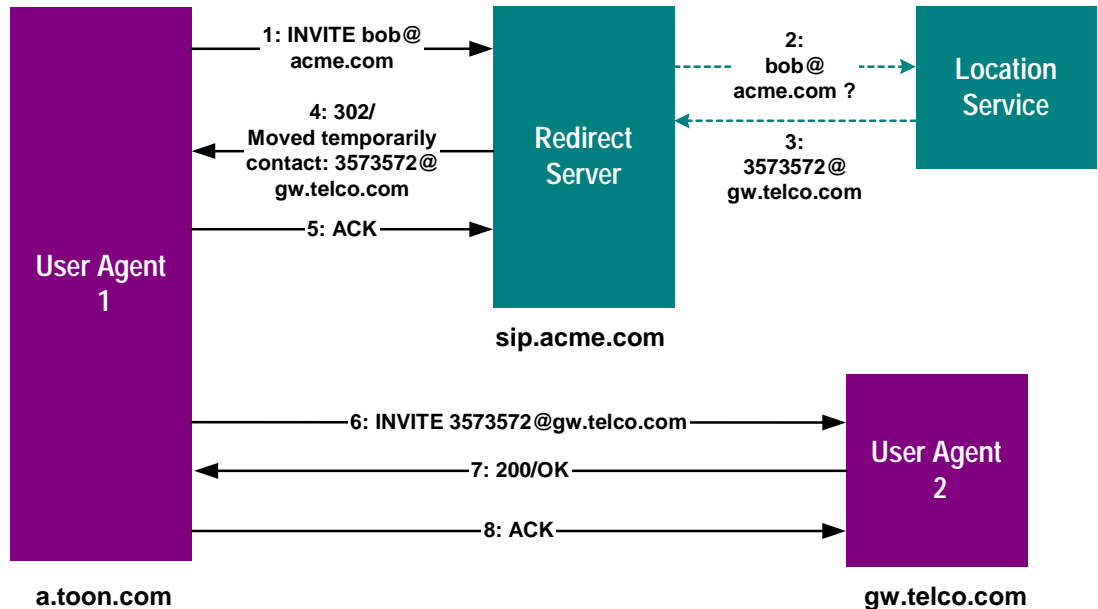 1: INVITE bob@
acme.com
2:
bob@
acme.com ?
Location
Service
4: 302/
Moved temporarily
contact: 3573572@
gw.telco.com
Redirect
Server
3:
3573572@
gw.telco.com
5: ACK
User Agent
1
sip.acme.com
6: INVITE 3573572@gw.telco.com
7: 200/OK
User Agent
2
8: ACK
a.toon.com
gw.telco.com